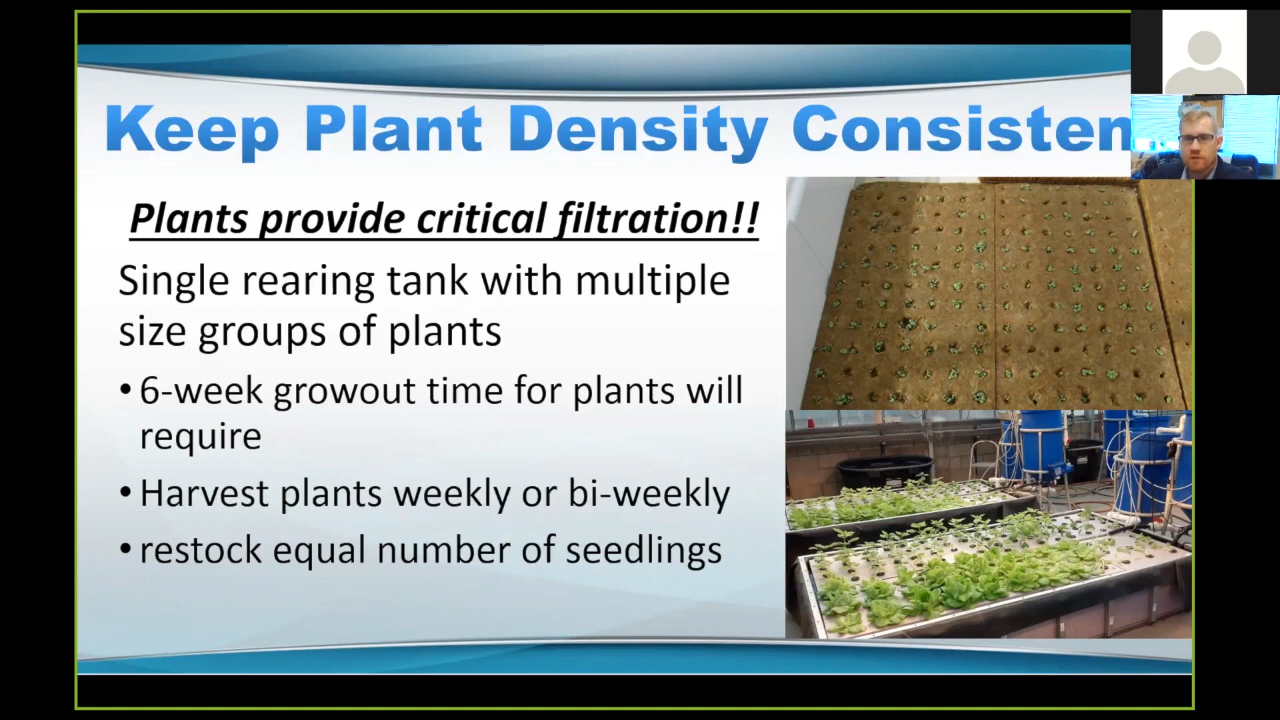 Keep Plant Density Consisten
Plants provide critical filtration!!
Single rearing tank with multiple
size groups of plants
• 6-week growout time for plants will
require
• Harvest plants weekly or bi-weekly
• restock equal number of seedlings